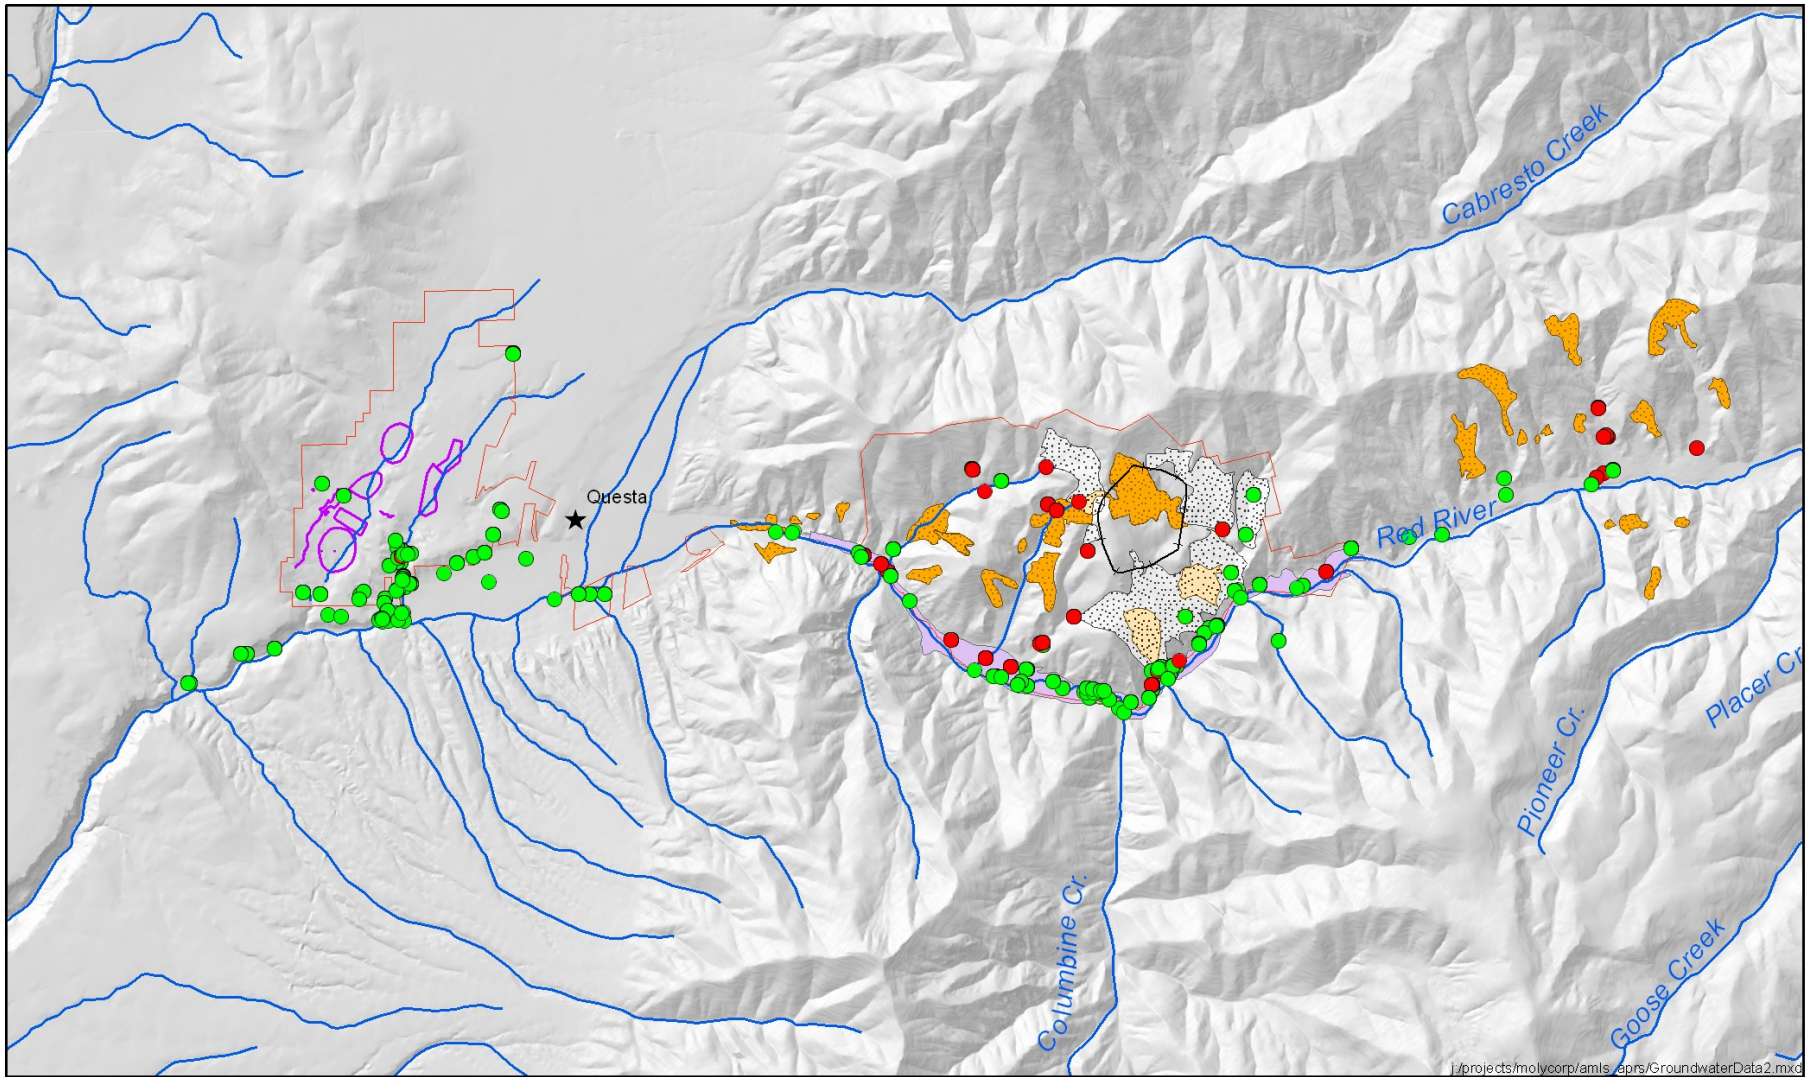 Cabresto Creek
Questa
Red River
Placer Cr.
Pioneer Cr.
Columbine Cr.
Goose Creek
j:/projects/molycorp/amls_aprs/GroundwaterData2.mxd